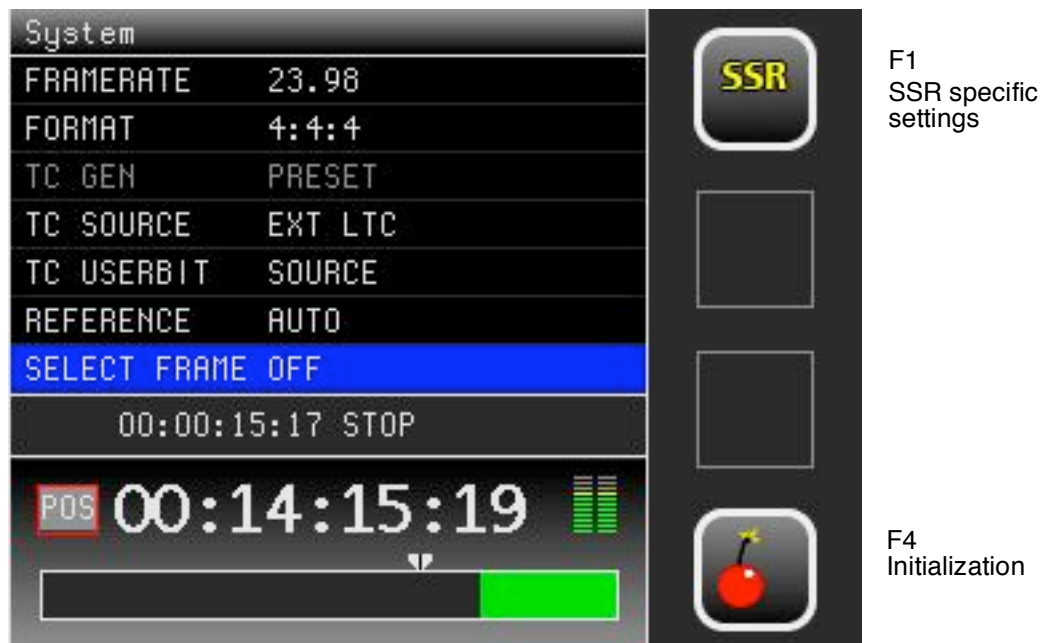 System
FRAMERATE 23.98
FORMAT 4:4:4
TC GEN PRESET
TC SOURCE EXT LTC
TC USERBIT SOURCE
REFERENCE AUTO
SELECT FRAME OFF
00:00:15:17 STOP
POS 00:14:15:19
SSR
F1
SSR specific
settings
F4
Initialization